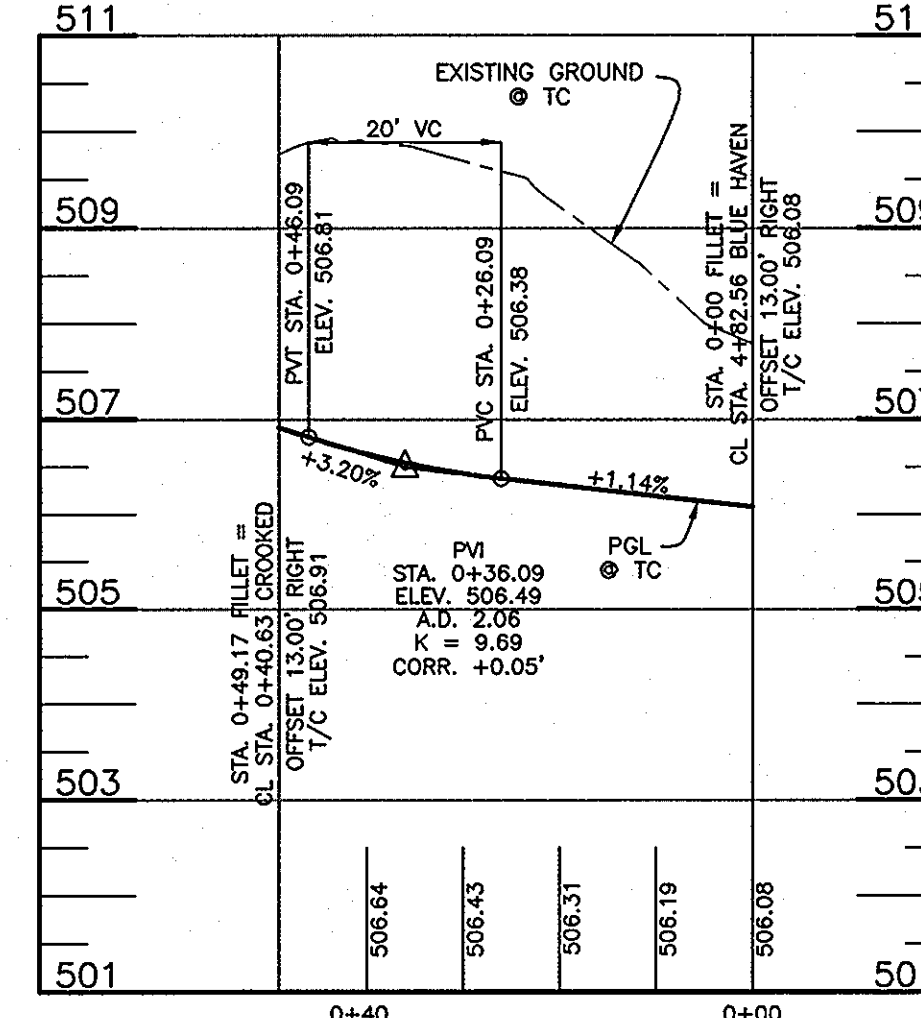 511
509
507
505
503
501
51
50
EXISTING GROUND
@ TC
20' VC
PVT STA. 0+46.09
ELEV. 506.81
PVC STA. 0+26.09
ELEV. 506.38
STA. 0+00 FILLET =
CL STA. 4+82.56 BLUE HAVEN
OFFSET 13.00' RIGHT
T/C ELEV. 506.08
+3.20%
+1.14%
PGL
@ TC
PVI
STA. 0+36.09
ELEV. 506.49
A.D. 2.06
K = 9.69
CORR. +0.05'
STA. 0+49.17 FILLET =
CL STA. 0+40.63 CROOKED
OFFSET 13.00' RIGHT
T/C ELEV. 506.91
506.64
506.43
506.31
506.19
506.08
0+40
0+00